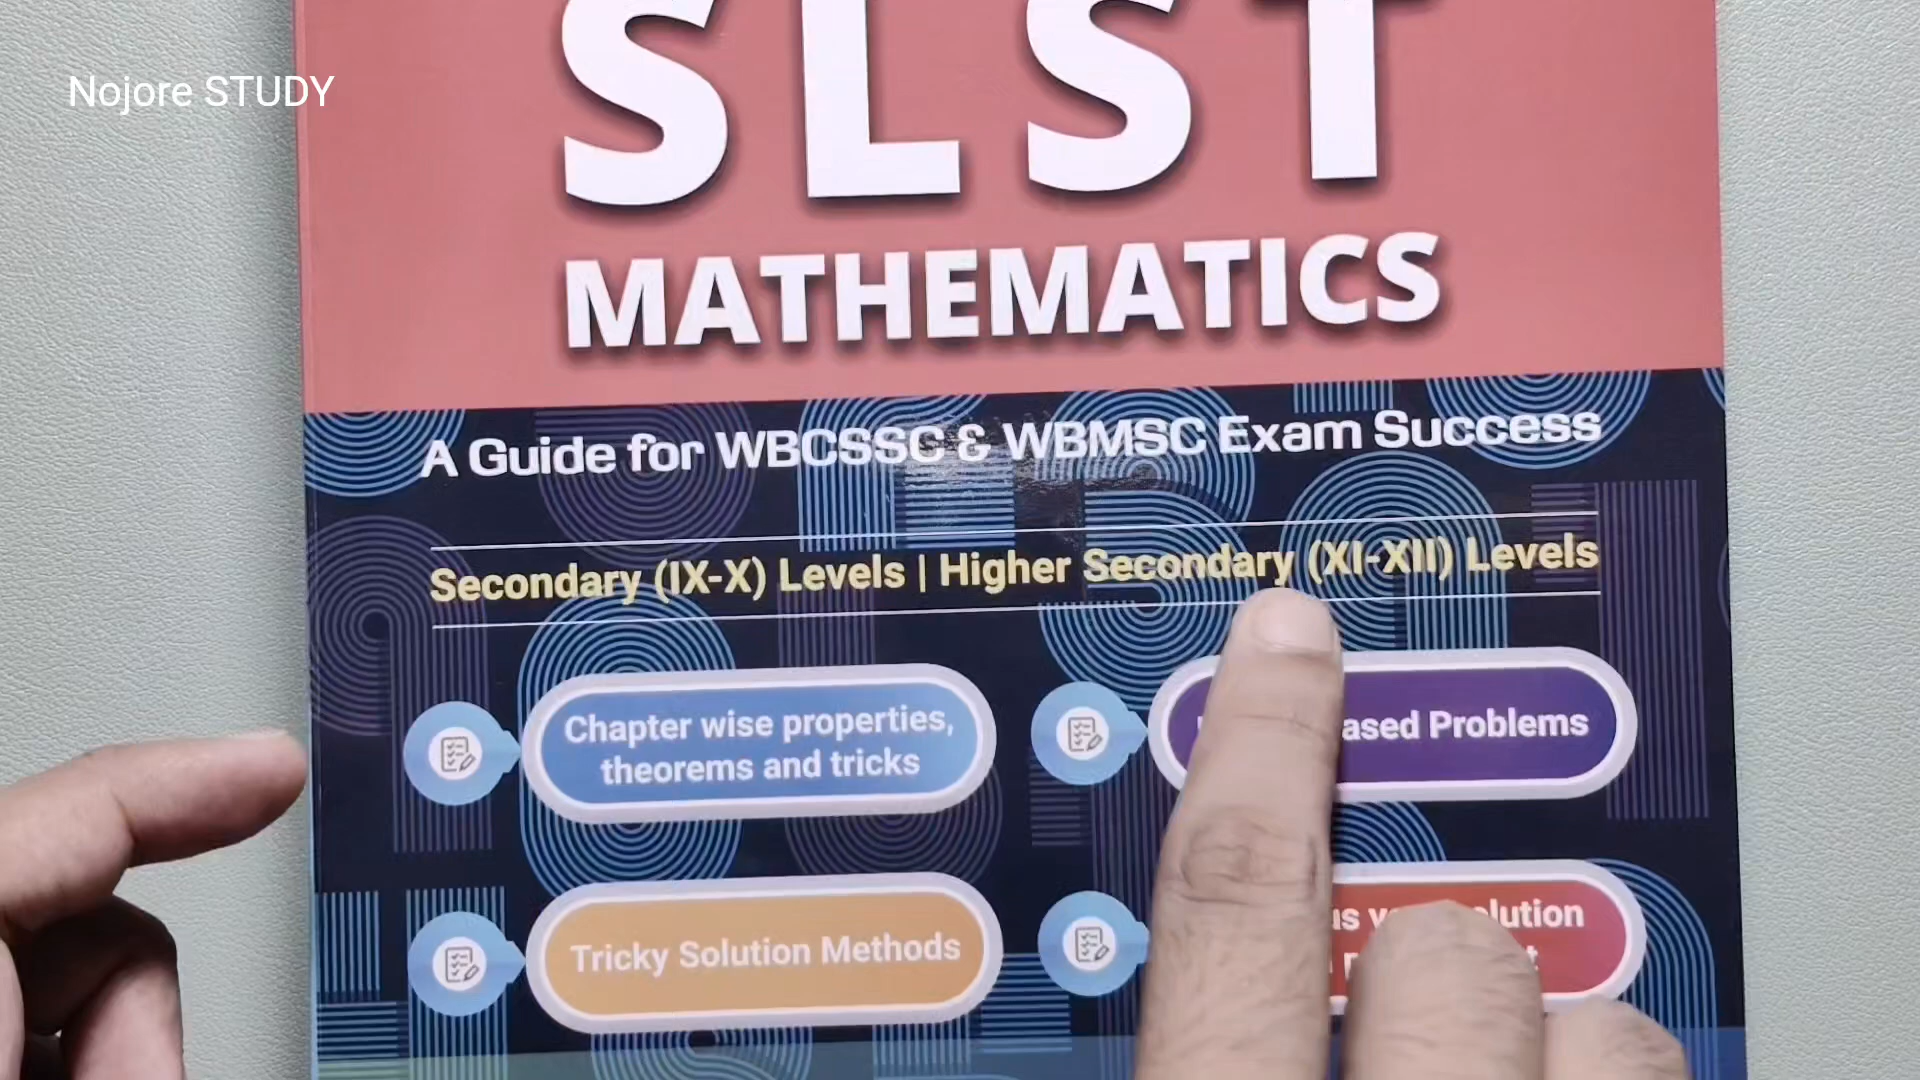 Nojore STUDY
SLST
MATHEMATICS
A Guide for WBCSSC & WBMSC Exam Success
Secondary (IX-X) Levels | Higher Secondary (XI-XII) Levels
Chapter wise properties,
theorems and tricks
Problems
Tricky Solution Methods